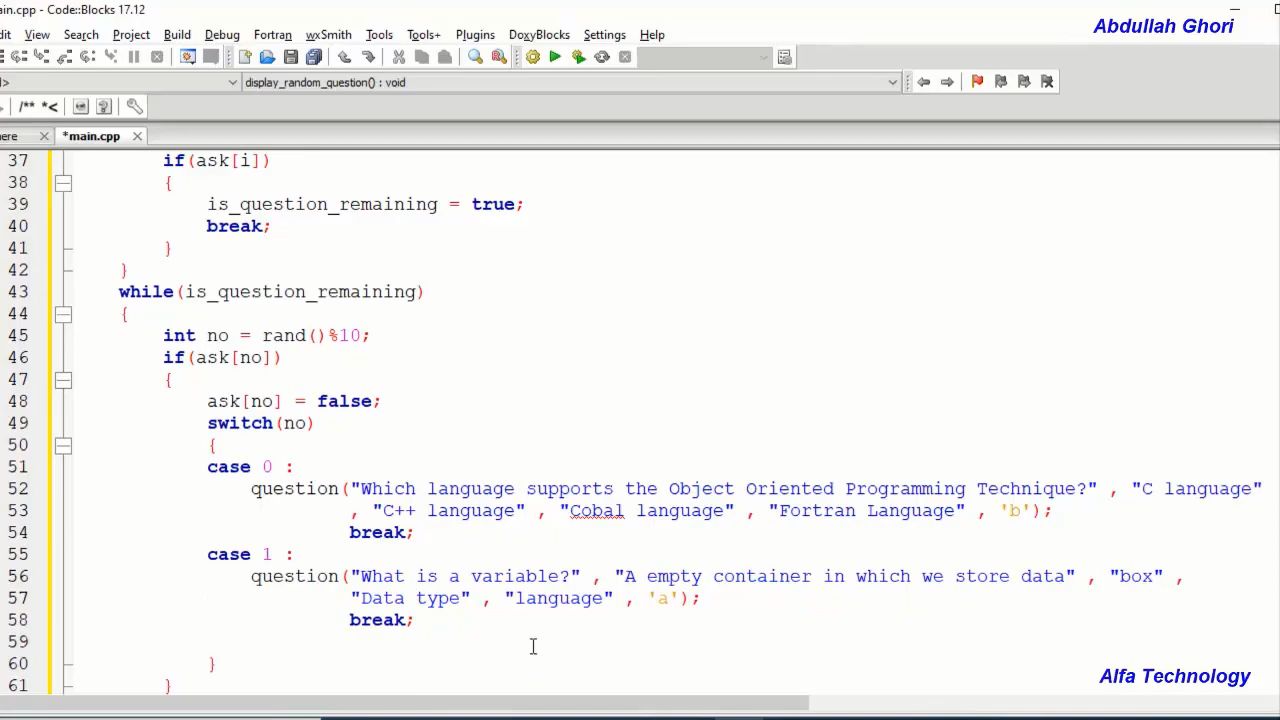 ain.cpp - Code::Blocks 17.12
Abdullah Ghori
dit View Search Project Build Debug Fortran wxSmith Tools Tools+ Plugins DoxyBlocks Settings Help
> display_random_question() : void
/** *<
ere *main.cpp
37 if(ask[i])
38 {
39 is_question_remaining = true;
40 break;
41 }
42 }
43 while(is_question_remaining)
44 {
45 int no = rand()%10;
46 if(ask[no])
47 {
48 ask[no] = false;
49 switch(no)
50 {
51 case 0 :
52 question("Which language supports the Object Oriented Programming Technique?" , "C language"
53 , "C++ language" , "Cobal language" , "Fortran Language" , 'b');
54 break;
55 case 1 :
56 question("What is a variable?" , "A empty container in which we store data" , "box" ,
57 "Data type" , "language" , 'a');
58 break;
59
60 }
61 }
Alfa Technology